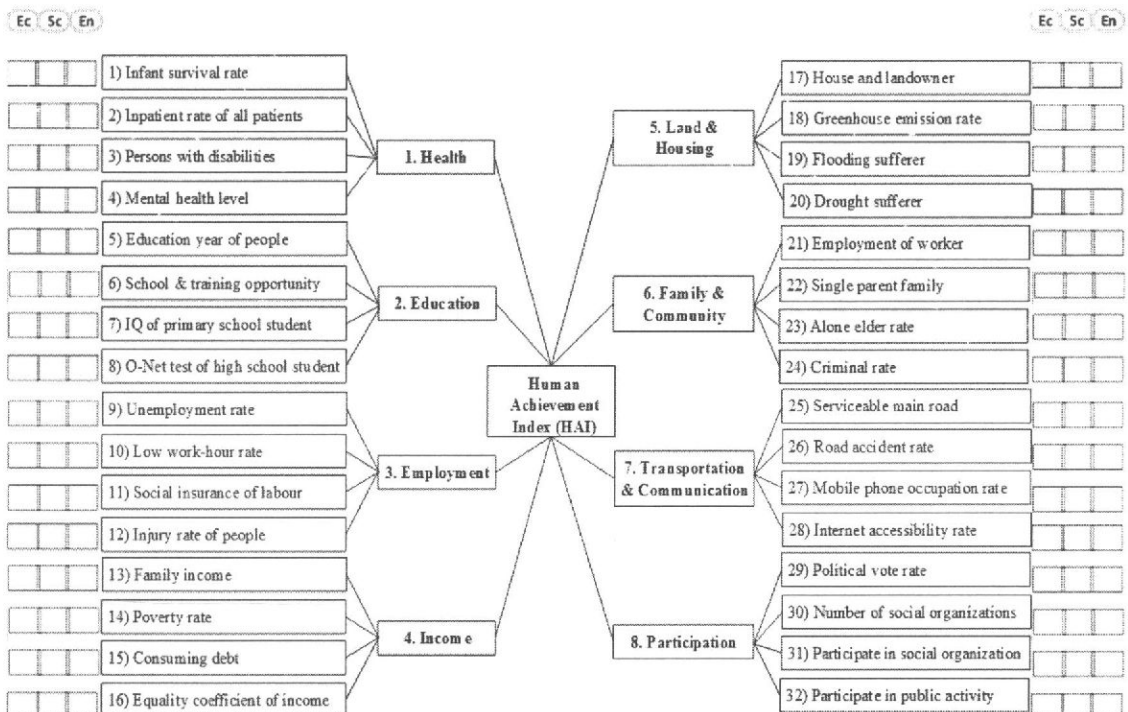 Ec Sc En
Ec Sc En
1) Infant survival rate
2) Inpatient rate of all patients
3) Persons with disabilities
4) Mental health level
1. Health
5) Education year of people
6) School & training opportunity
7) IQ of primary school student
8) O-Net test of high school student
2. Education
9) Unemployment rate
10) Low work-hour rate
11) Social insurance of labour
12) Injury rate of people
3. Employment
13) Family income
14) Poverty rate
15) Consuming debt
16) Equality coefficient of income
4. Income
Human
Achievement
Index (HAI)
5. Land &
Housing
17) House and landowner
18) Greenhouse emission rate
19) Flooding sufferer
20) Drought sufferer
6. Family &
Community
21) Employment of worker
22) Single parent family
23) Alone elder rate
24) Criminal rate
7. Transportation
& Communication
25) Serviceable main road
26) Road accident rate
27) Mobile phone occupation rate
28) Internet accessibility rate
8. Participation
29) Political vote rate
30) Number of social organizations
31) Participate in social organization
32) Participate in public activity